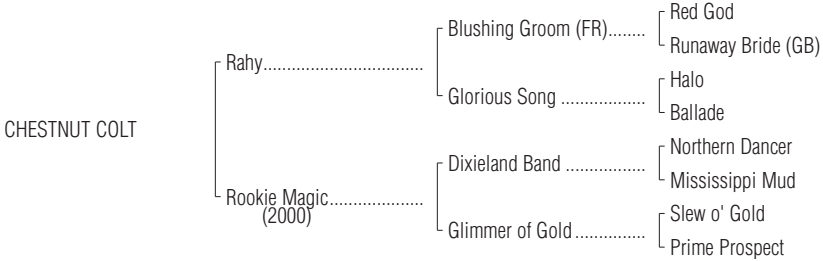 Red God
Blushing Groom (FR)........
Runaway Bride (GB)
Rahy................................
Halo
Glorious Song ..................
Ballade
CHESTNUT COLT
Northern Dancer
Dixieland Band .................
Mississippi Mud
Rookie Magic...................
(2000)
Slew o' Gold
Glimmer of Gold...............
Prime Prospect